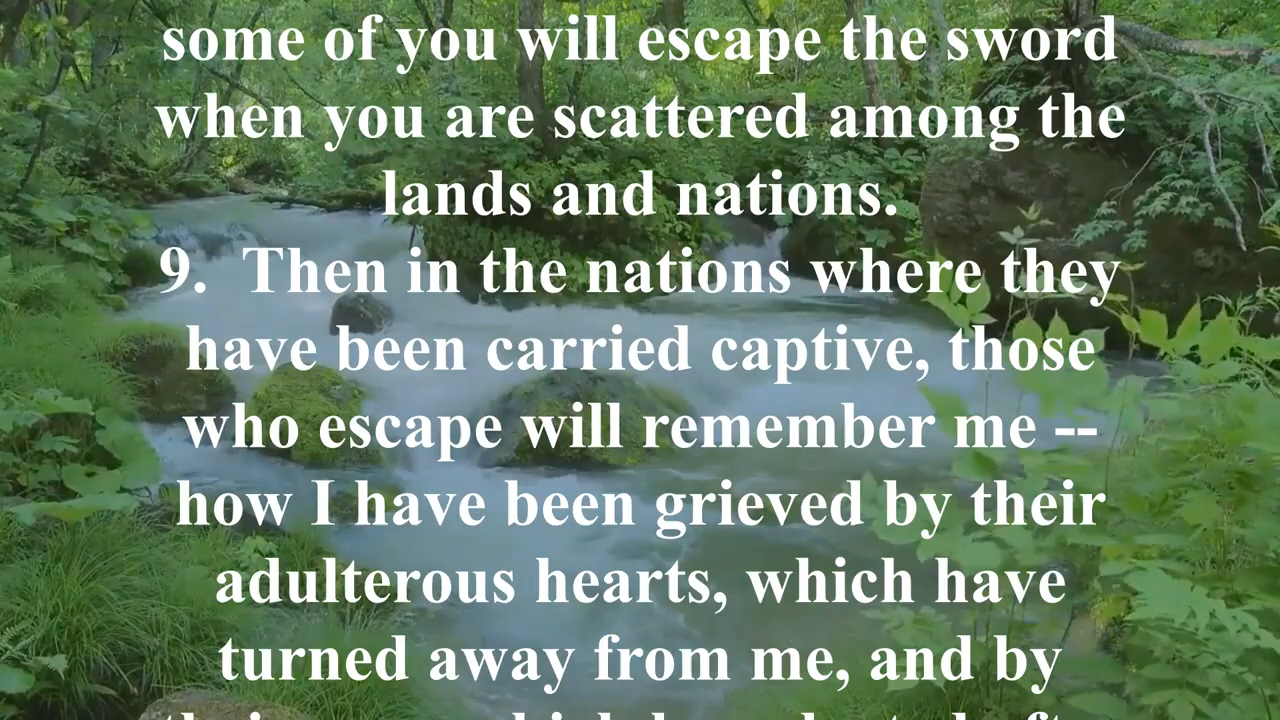 some of you will escape the sword
when you are scattered among the
lands and nations.
9.  Then in the nations where they
have been carried captive, those
who escape will remember me --
how I have been grieved by their
adulterous hearts, which have
turned away from me, and by